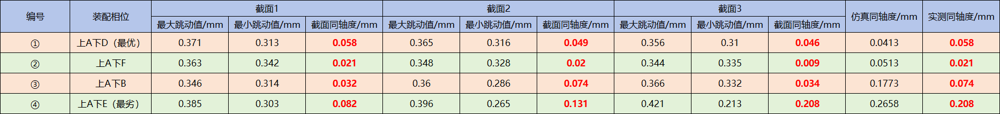 编号 装配相位 截面1 截面2 截面3 仿真同轴度/mm 实测同轴度/mm
最大跳动值/mm 最小跳动值/mm 截面同轴度/mm 最大跳动值/mm 最小跳动值/mm 截面同轴度/mm 最大跳动值/mm 最小跳动值/mm 截面同轴度/mm
① 上A下D（最优） 0.371 0.313 0.058 0.365 0.316 0.049 0.356 0.31 0.046 0.0413 0.058
② 上A下F 0.363 0.342 0.021 0.348 0.328 0.02 0.344 0.335 0.009 0.0513 0.021
③ 上A下B 0.346 0.314 0.032 0.36 0.286 0.074 0.366 0.332 0.034 0.1773 0.074
④ 上A下E（最劣） 0.385 0.303 0.082 0.396 0.265 0.131 0.421 0.213 0.208 0.2658 0.208